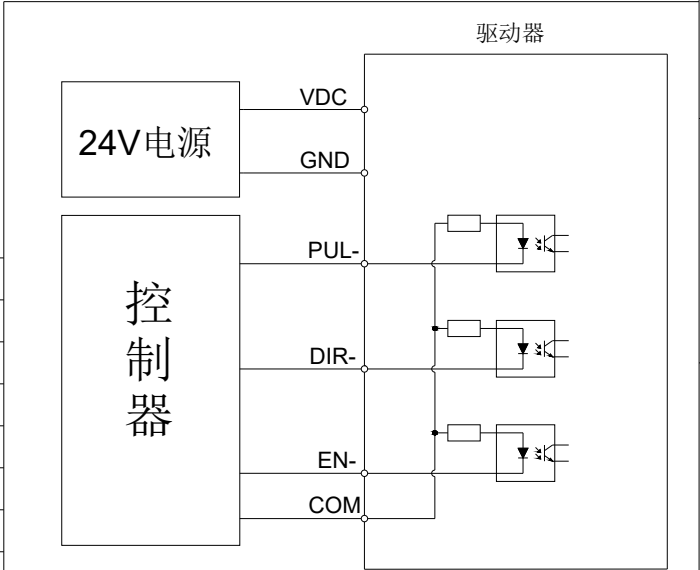 驱动器
VDC
24V电源
GND
PUL-
控制器
DIR-
EN-
COM